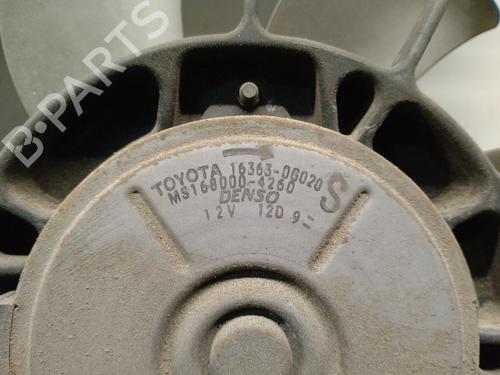 B-PARTS
TOYOTA 16363-0G020
MS168000-4260
DENSO
12V 12D 9
S